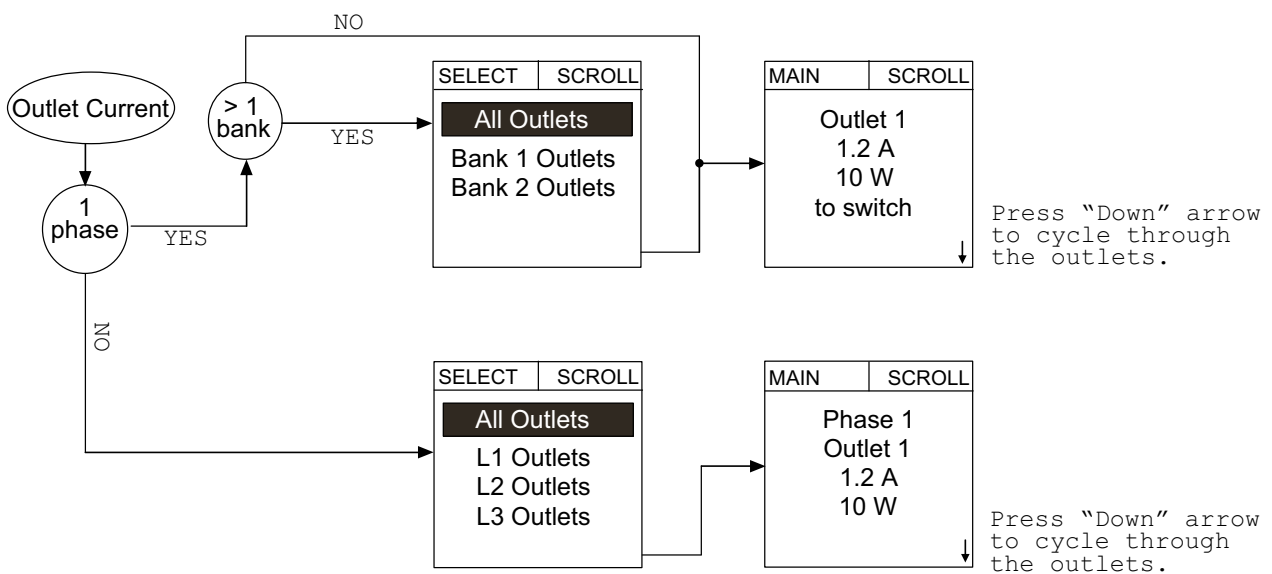 NO
Outlet Current
> 1
bank
YES
1
phase
YES
NO
SELECT SCROLL
All Outlets
Bank 1 Outlets
Bank 2 Outlets
MAIN SCROLL
Outlet 1
1.2 A
10 W
to switch
Press “Down” arrow
to cycle through
the outlets.
SELECT SCROLL
All Outlets
L1 Outlets
L2 Outlets
L3 Outlets
MAIN SCROLL
Phase 1
Outlet 1
1.2 A
10 W
Press “Down” arrow
to cycle through
the outlets.